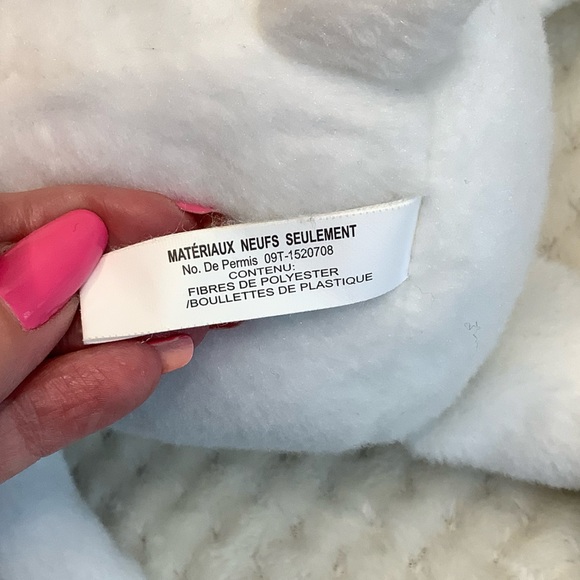 MATÉRIAUX NEUFS SEULEMENT
No. De Permis 09T-1520708
CONTENU:
FIBRES DE POLYESTER
/BOULLETTES DE PLASTIQUE